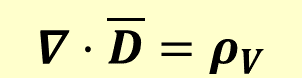 ∇ · D̅ = ρ_V